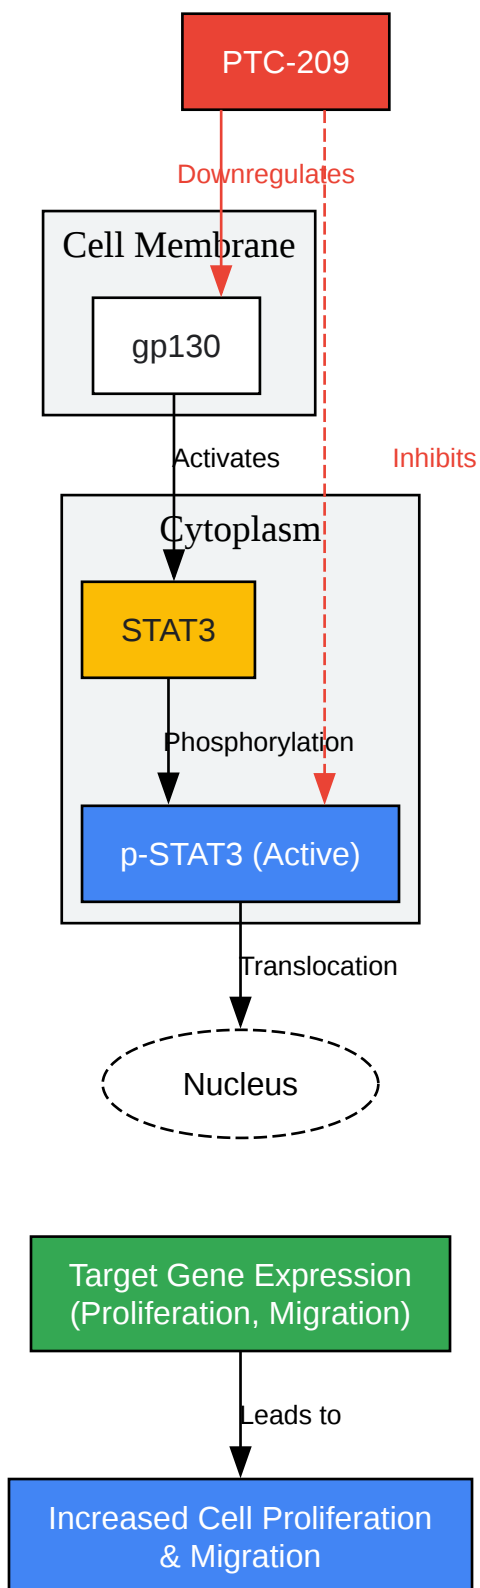 PTC-209
Downregulates
Cell Membrane
gp130
Activates
Inhibits
Cytoplasm
STAT3
Phosphorylation
p-STAT3 (Active)
Translocation
Nucleus
Target Gene Expression
(Proliferation, Migration)
Leads to
Increased Cell Proliferation
& Migration